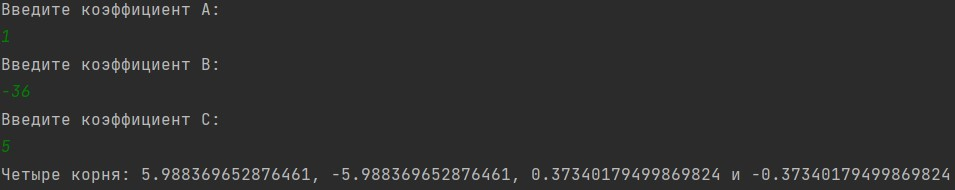 Введите коэффициент A:
1
Введите коэффициент B:
-36
Введите коэффициент C:
5
Четыре корня: 5.988369652876461, -5.988369652876461, 0.37340179499869824 и -0.37340179499869824